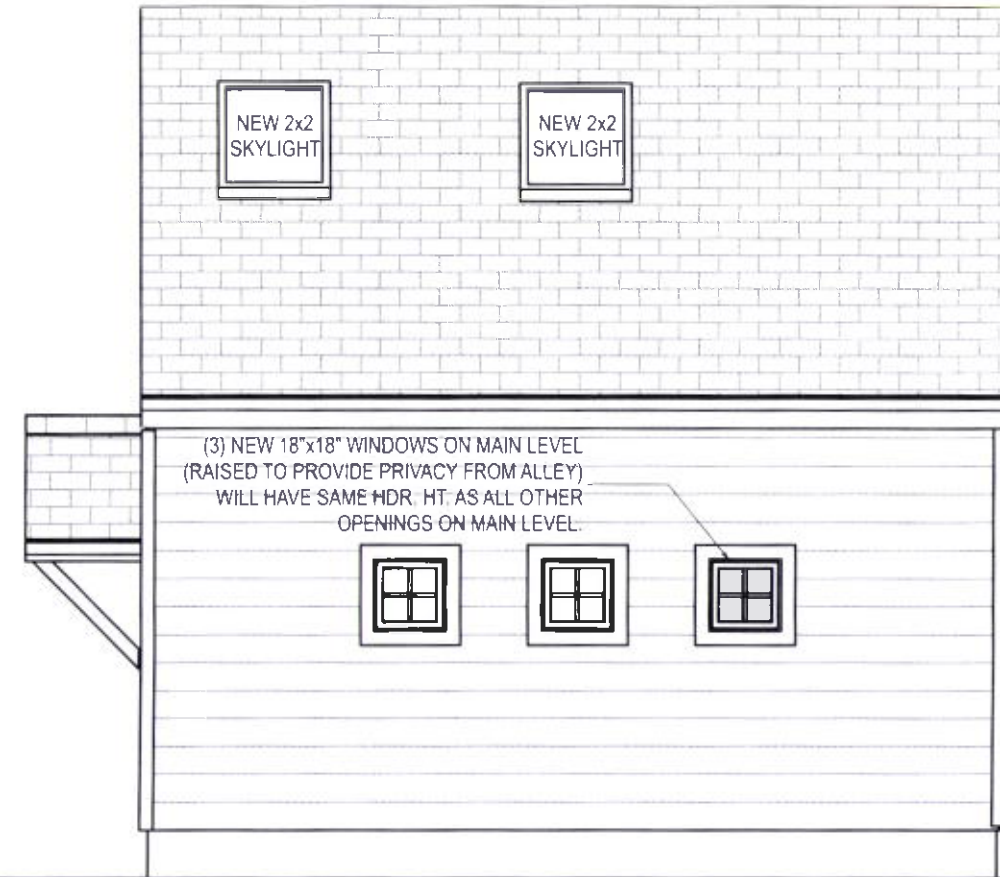 NEW 2x2
SKYLIGHT
NEW 2x2
SKYLIGHT
(3) NEW 18"x18" WINDOWS ON MAIN LEVEL
(RAISED TO PROVIDE PRIVACY FROM ALLEY)
WILL HAVE SAME HDR. HT. AS ALL OTHER
OPENINGS ON MAIN LEVEL.